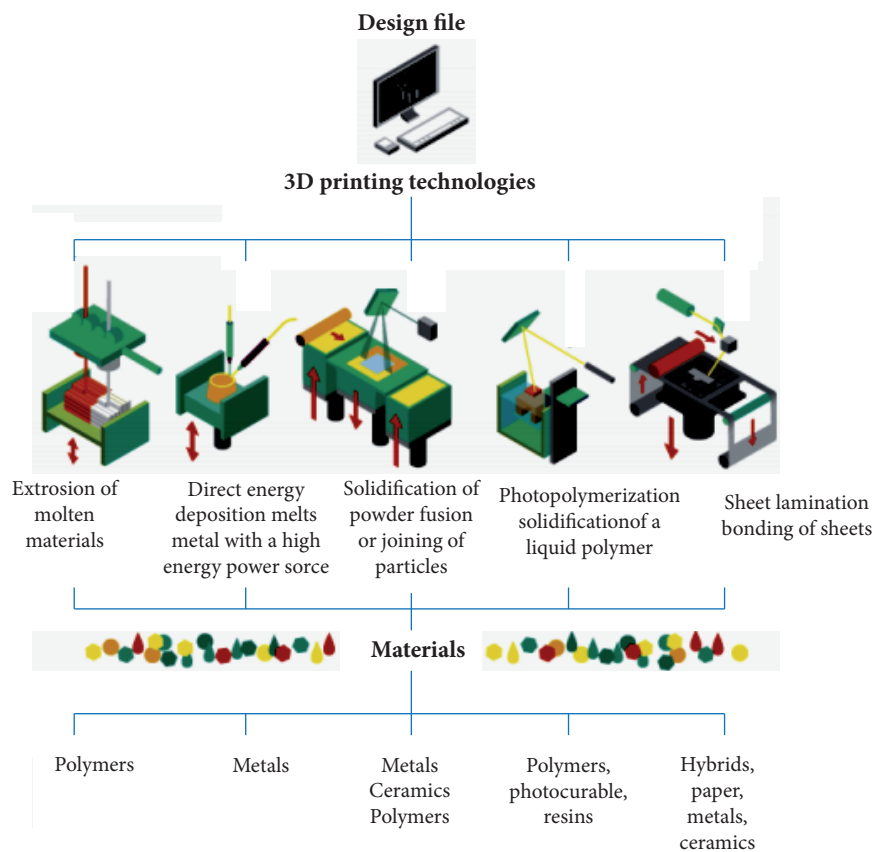 Design file
3D printing technologies
Extrosion of
molten
materials
Direct energy
deposition melts
metal with a high
energy power sorce
Solidification of
powder fusion
or joining of
particles
Photopolymerization
solidificationof a
liquid polymer
Sheet lamination
bonding of sheets
Materials
Polymers
Metals
Metals
Ceramics
Polymers
Polymers,
photocurable,
resins
Hybrids,
paper,
metals,
ceramics